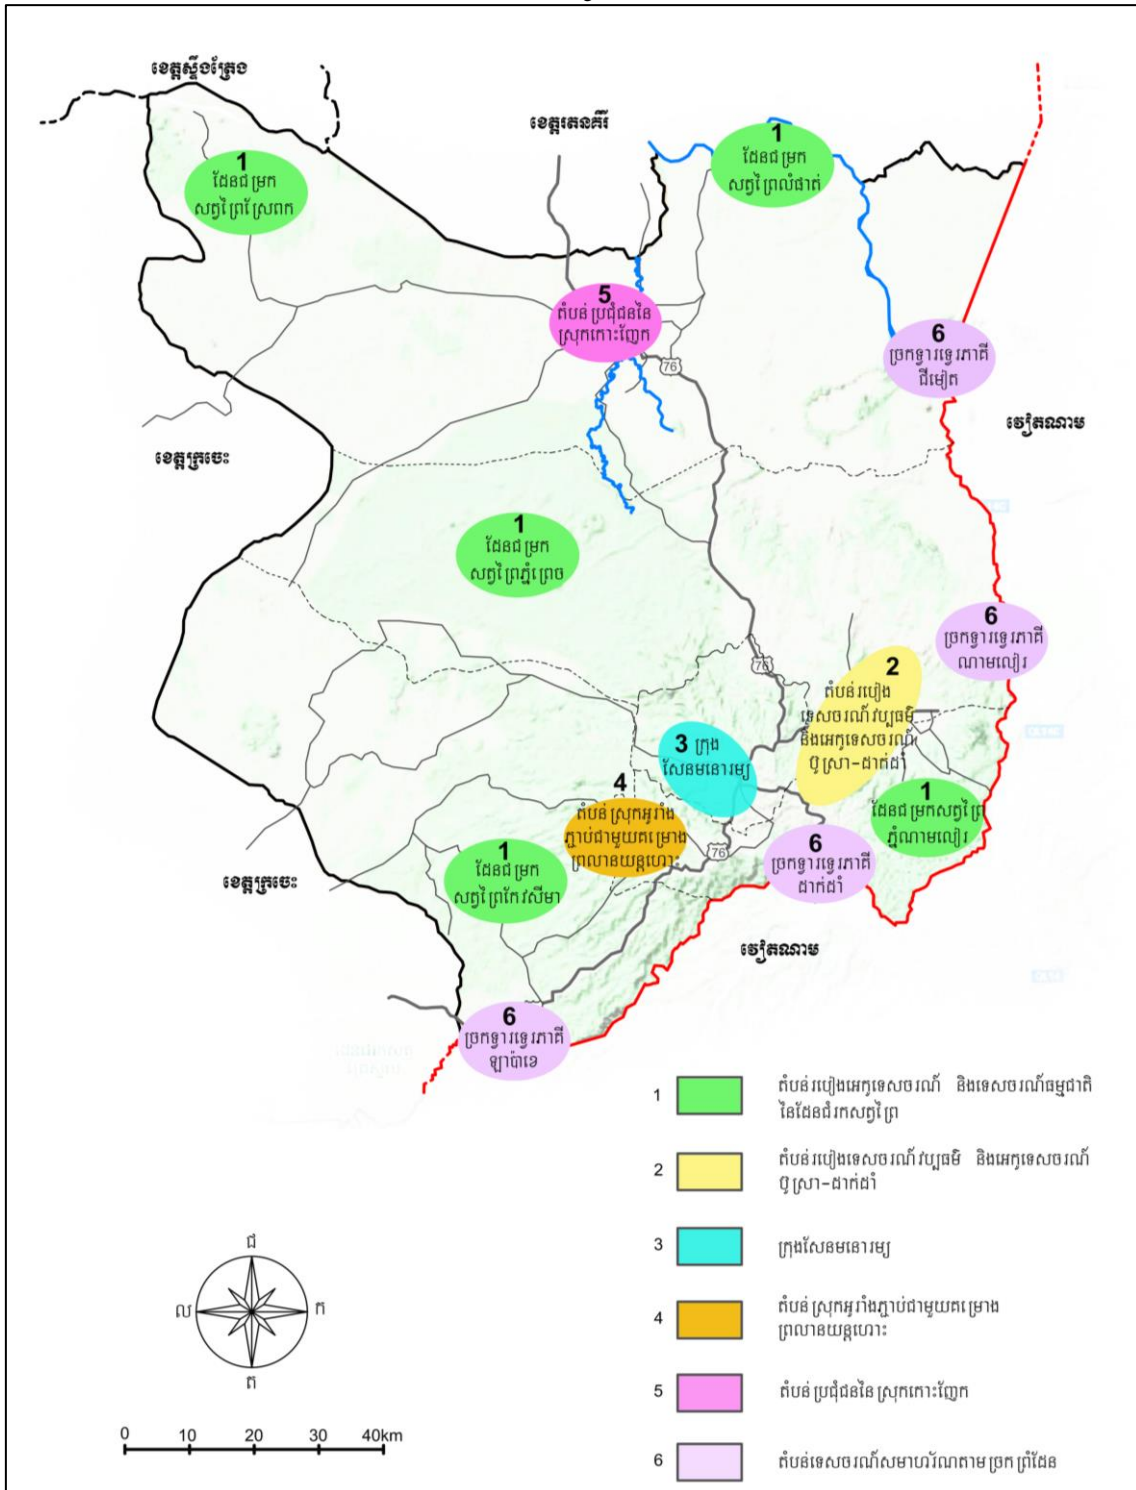 ខេត្តស្ទឹងត្រែង
ខេត្តរតនគិរី
1
ដែនជម្រក
សត្វព្រៃស្រែពក
1
ដែនជម្រក
សត្វព្រៃលំផាត់
5
តំបន់ប្រជុំជននៃ
ស្រុកកោះញែក
76
6
ច្រកទ្វារទ្វេរភាគី
ជីមៀត
វៀតណាម
ខេត្តក្រចេះ
1
ដែនជម្រក
សត្វព្រៃភ្នំព្រេច
6
ច្រកទ្វារទ្វេរភាគី
ណាមលៀរ
76
2
តំបន់របៀង
ទេសចរណ៍វប្បធម៌
និងអេកូទេសចរណ៍
ប៊ូស្រា-ដាក់ដាំ
3 ក្រុង
សែនមនោរម្យ
4
តំបន់ស្រុកអូរាំង
ភ្ជាប់ជាមួយគម្រោង
ព្រលានយន្តហោះ
76
1
ដែនជម្រកសត្វព្រៃ
ភ្នំណាមលៀរ
6
ច្រកទ្វារទ្វេរភាគី
ដាក់ដាំ
1
ដែនជម្រក
សត្វព្រៃកែវសីមា
ខេត្តក្រចេះ
វៀតណាម
6
ច្រកទ្វារទ្វេរភាគី
ឡាប៉ាខេ
1 តំបន់របៀងអេកូទេសចរណ៍ និងទេសចរណ៍ធម្មជាតិ
នៃដែនជំរកសត្វព្រៃ
2 តំបន់របៀងទេសចរណ៍វប្បធម៌ និងអេកូទេសចរណ៍
ប៊ូស្រា-ដាក់ដាំ
3 ក្រុងសែនមនោរម្យ
4 តំបន់ស្រុកអូរាំងភ្ជាប់ជាមួយគម្រោង
ព្រលានយន្តហោះ
5 តំបន់ប្រជុំជននៃស្រុកកោះញែក
6 តំបន់ទេសចរណ៍សមាហរ័ណតាមច្រកព្រំដែន
ជ
ល ក
ត
0 10 20 30 40km